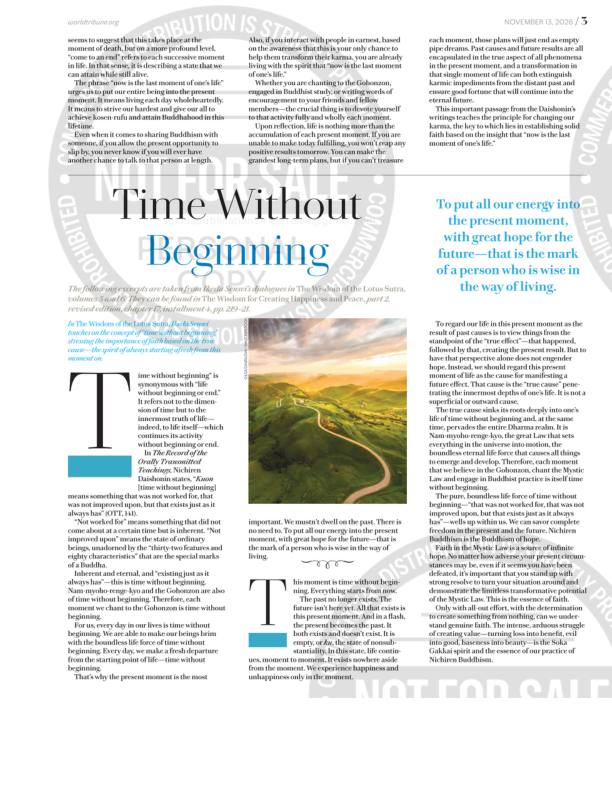 worldtribune.org
NOVEMBER 13, 2026 / 5
seems to suggest that this takes place at the
moment of death, but on a more profound level,
"come to an end" refers to each successive moment
in life. In that sense, it is describing a state that we
can attain while still alive.
The phrase "now is the last moment of one's life"
urges us to put our entire being into the present
moment. It means living each day wholeheartedly.
It means to strive our hardest and give our all to
achieve kosen-rufu and attain Buddhahood in this
lifetime.
Even when it comes to sharing Buddhism with
someone, if you allow the present opportunity to
slip by, you never know if you will ever have
another chance to talk to that person at length.
Also, if you interact with people in earnest, based
on the awareness that this is your only chance to
help them transform their karma, you are already
living with the spirit that "now is the last moment
of one's life."
Whether you are chanting to the Gohonzon,
engaged in Buddhist study, or writing words of
encouragement to your friends and fellow
members—the crucial thing is to devote yourself
to that activity fully and wholly each moment.
Upon reflection, life is nothing more than the
accumulation of each present moment. If you are
unable to make today fulfilling, you won't reap any
positive results tomorrow. You can make the
grandest long-term plans, but if you can't treasure
each moment, those plans will just end as empty
pipe dreams. Past causes and future results are all
encapsulated in the true aspect of all phenomena
in the present moment, and a transformation in
that single moment of life can both extinguish
karmic impediments from the distant past and
ensure good fortune that will continue into the
eternal future.
This important passage from the Daishonin's
writings teaches the principle for changing our
karma, the key to which lies in establishing solid
faith based on the insight that "now is the last
moment of one's life."
Time Without
Beginning
The following excerpts are taken from Ikeda Sensei's dialogues in The Wisdom of the Lotus Sutra,
volumes 5 and 6. They can be found in The Wisdom for Creating Happiness and Peace, part 2,
revised edition, chapter 17, installment 4, pp. 219–21.
To put all our energy into
the present moment,
with great hope for the
future—that is the mark
of a person who is wise in
the way of living.
In The Wisdom of the Lotus Sutra, Ikeda Sensei
touches on the concept of "time without beginning,"
stressing the importance of faith based on the true
cause—the spirit of always starting afresh from this
moment on.
Time without beginning" is
synonymous with "life
without beginning or end."
It refers not to the dimen-
sion of time but to the
innermost truth of life—
indeed, to life itself—which
continues its activity
without beginning or end.
In The Record of the
Orally Transmitted
Teachings, Nichiren
Daishonin states, "Kuon
[time without beginning]
means something that was not worked for, that
was not improved upon, but that exists just as it
always has" (OTT, 141).
"Not worked for" means something that did not
come about at a certain time but is inherent. "Not
improved upon" means the state of ordinary
beings, unadorned by the "thirty-two features and
eighty characteristics" that are the special marks
of a Buddha.
Inherent and eternal, and "existing just as it
always has"—this is time without beginning.
Nam-myoho-renge-kyo and the Gohonzon are also
of time without beginning. Therefore, each
moment we chant to the Gohonzon is time without
beginning.
For us, every day in our lives is time without
beginning. We are able to make our beings brim
with the boundless life force of time without
beginning. Every day, we make a fresh departure
from the starting point of life—time without
beginning.
That's why the present moment is the most
important. We mustn't dwell on the past. There is
no need to. To put all our energy into the present
moment, with great hope for the future—that is
the mark of a person who is wise in the way of
living.
This moment is time without begin-
ning. Everything starts from now.
The past no longer exists. The
future isn't here yet. All that exists is
this present moment. And in a flash,
the present becomes the past. It
both exists and doesn't exist. It is
empty, or ku, the state of nonsub-
stantiality. In this state, life contin-
ues, moment to moment. It exists nowhere aside
from the moment. We experience happiness and
unhappiness only in the moment.
To regard our life in this present moment as the
result of past causes is to view things from the
standpoint of the "true effect"—that happened,
followed by that, creating the present result. But to
have that perspective alone does not engender
hope. Instead, we should regard this present
moment of life as the cause for manifesting a
future effect. That cause is the "true cause" pene-
trating the innermost depths of one's life. It is not a
superficial or outward cause.
The true cause sinks its roots deeply into one's
life of time without beginning and, at the same
time, pervades the entire Dharma realm. It is
Nam-myoho-renge-kyo, the great Law that sets
everything in the universe into motion, the
boundless eternal life force that causes all things
to emerge and develop. Therefore, each moment
that we believe in the Gohonzon, chant the Mystic
Law and engage in Buddhist practice is itself time
without beginning.
The pure, boundless life force of time without
beginning—"that was not worked for, that was not
improved upon, but that exists just as it always
has"—wells up within us. We can savor complete
freedom in the present and the future. Nichiren
Buddhism is the Buddhism of hope.
Faith in the Mystic Law is a source of infinite
hope. No matter how adverse your present circum-
stances may be, even if it seems you have been
defeated, it's important that you stand up with
strong resolve to turn your situation around and
demonstrate the limitless transformative potential
of the Mystic Law. This is the essence of faith.
Only with all-out effort, with the determination
to create something from nothing, can we under-
stand genuine faith. The intense, arduous struggle
of creating value—turning loss into benefit, evil
into good, baseness into beauty—is the Soka
Gakkai spirit and the essence of our practice of
Nichiren Buddhism.
NOT FOR SALE
PERSONAL
COPY
NOT FOR SALE